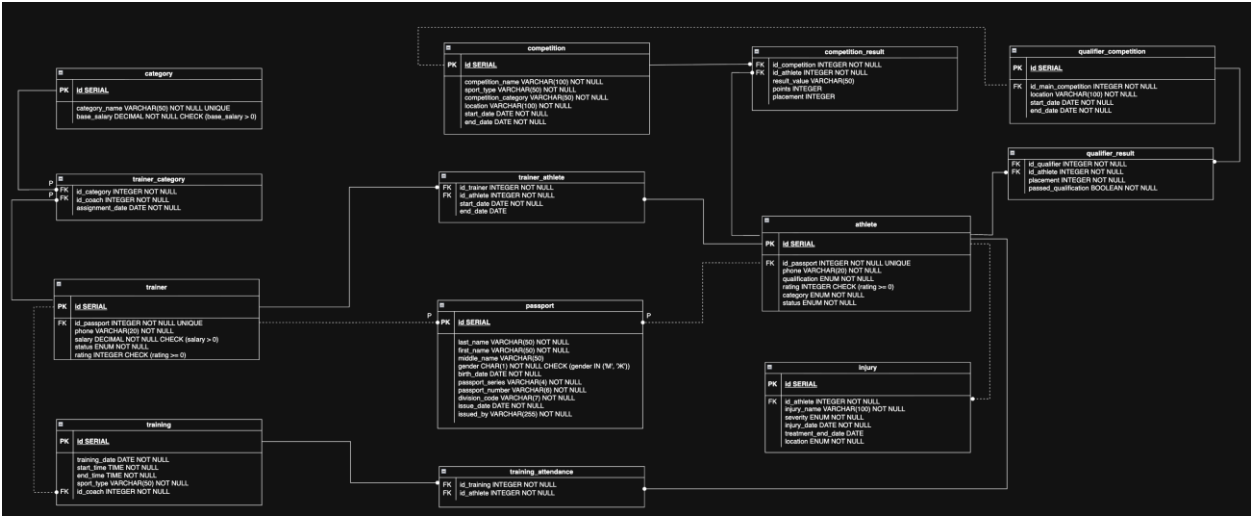 category
PK id SERIAL
category_name VARCHAR(50) NOT NULL UNIQUE
base_salary DECIMAL NOT NULL CHECK (base_salary > 0)
trainer_category
P
FK id_category INTEGER NOT NULL
P
FK id_coach INTEGER NOT NULL
assignment_date DATE NOT NULL
trainer
PK id SERIAL
FK id_passport INTEGER NOT NULL UNIQUE
phone VARCHAR(20) NOT NULL
salary DECIMAL NOT NULL CHECK (salary > 0)
status ENUM NOT NULL
rating INTEGER CHECK (rating >= 0)
training
PK id SERIAL
training_date DATE NOT NULL
start_time TIME NOT NULL
end_time TIME NOT NULL
sport_type VARCHAR(50) NOT NULL
FK id_coach INTEGER NOT NULL
competition
PK id SERIAL
competition_name VARCHAR(100) NOT NULL
sport_type VARCHAR(50) NOT NULL
competition_category VARCHAR(50) NOT NULL
location VARCHAR(100) NOT NULL
start_date DATE NOT NULL
end_date DATE NOT NULL
trainer_athlete
FK id_trainer INTEGER NOT NULL
FK id_athlete INTEGER NOT NULL
start_date DATE NOT NULL
end_date DATE
passport
P
P
PK id SERIAL
last_name VARCHAR(50) NOT NULL
first_name VARCHAR(50) NOT NULL
middle_name VARCHAR(50)
gender CHAR(1) NOT NULL CHECK (gender IN ('М', 'Ж'))
birth_date DATE NOT NULL
passport_series VARCHAR(4) NOT NULL
passport_number VARCHAR(6) NOT NULL
division_code VARCHAR(7) NOT NULL
issue_date DATE NOT NULL
issued_by VARCHAR(255) NOT NULL
training_attendance
FK id_training INTEGER NOT NULL
FK id_athlete INTEGER NOT NULL
competition_result
FK id_competition INTEGER NOT NULL
FK id_athlete INTEGER NOT NULL
result_value VARCHAR(50)
points INTEGER
placement INTEGER
athlete
PK id SERIAL
FK id_passport INTEGER NOT NULL UNIQUE
phone VARCHAR(20) NOT NULL
qualification ENUM NOT NULL
rating INTEGER CHECK (rating >= 0)
category ENUM NOT NULL
status ENUM NOT NULL
injury
PK id SERIAL
FK id_athlete INTEGER NOT NULL
injury_name VARCHAR(100) NOT NULL
severity ENUM NOT NULL
injury_date DATE NOT NULL
treatment_end_date DATE
location ENUM NOT NULL
qualifier_competition
PK id SERIAL
FK id_main_competition INTEGER NOT NULL
location VARCHAR(100) NOT NULL
start_date DATE NOT NULL
end_date DATE NOT NULL
qualifier_result
FK id_qualifier INTEGER NOT NULL
FK id_athlete INTEGER NOT NULL
placement INTEGER NOT NULL
passed_qualification BOOLEAN NOT NULL